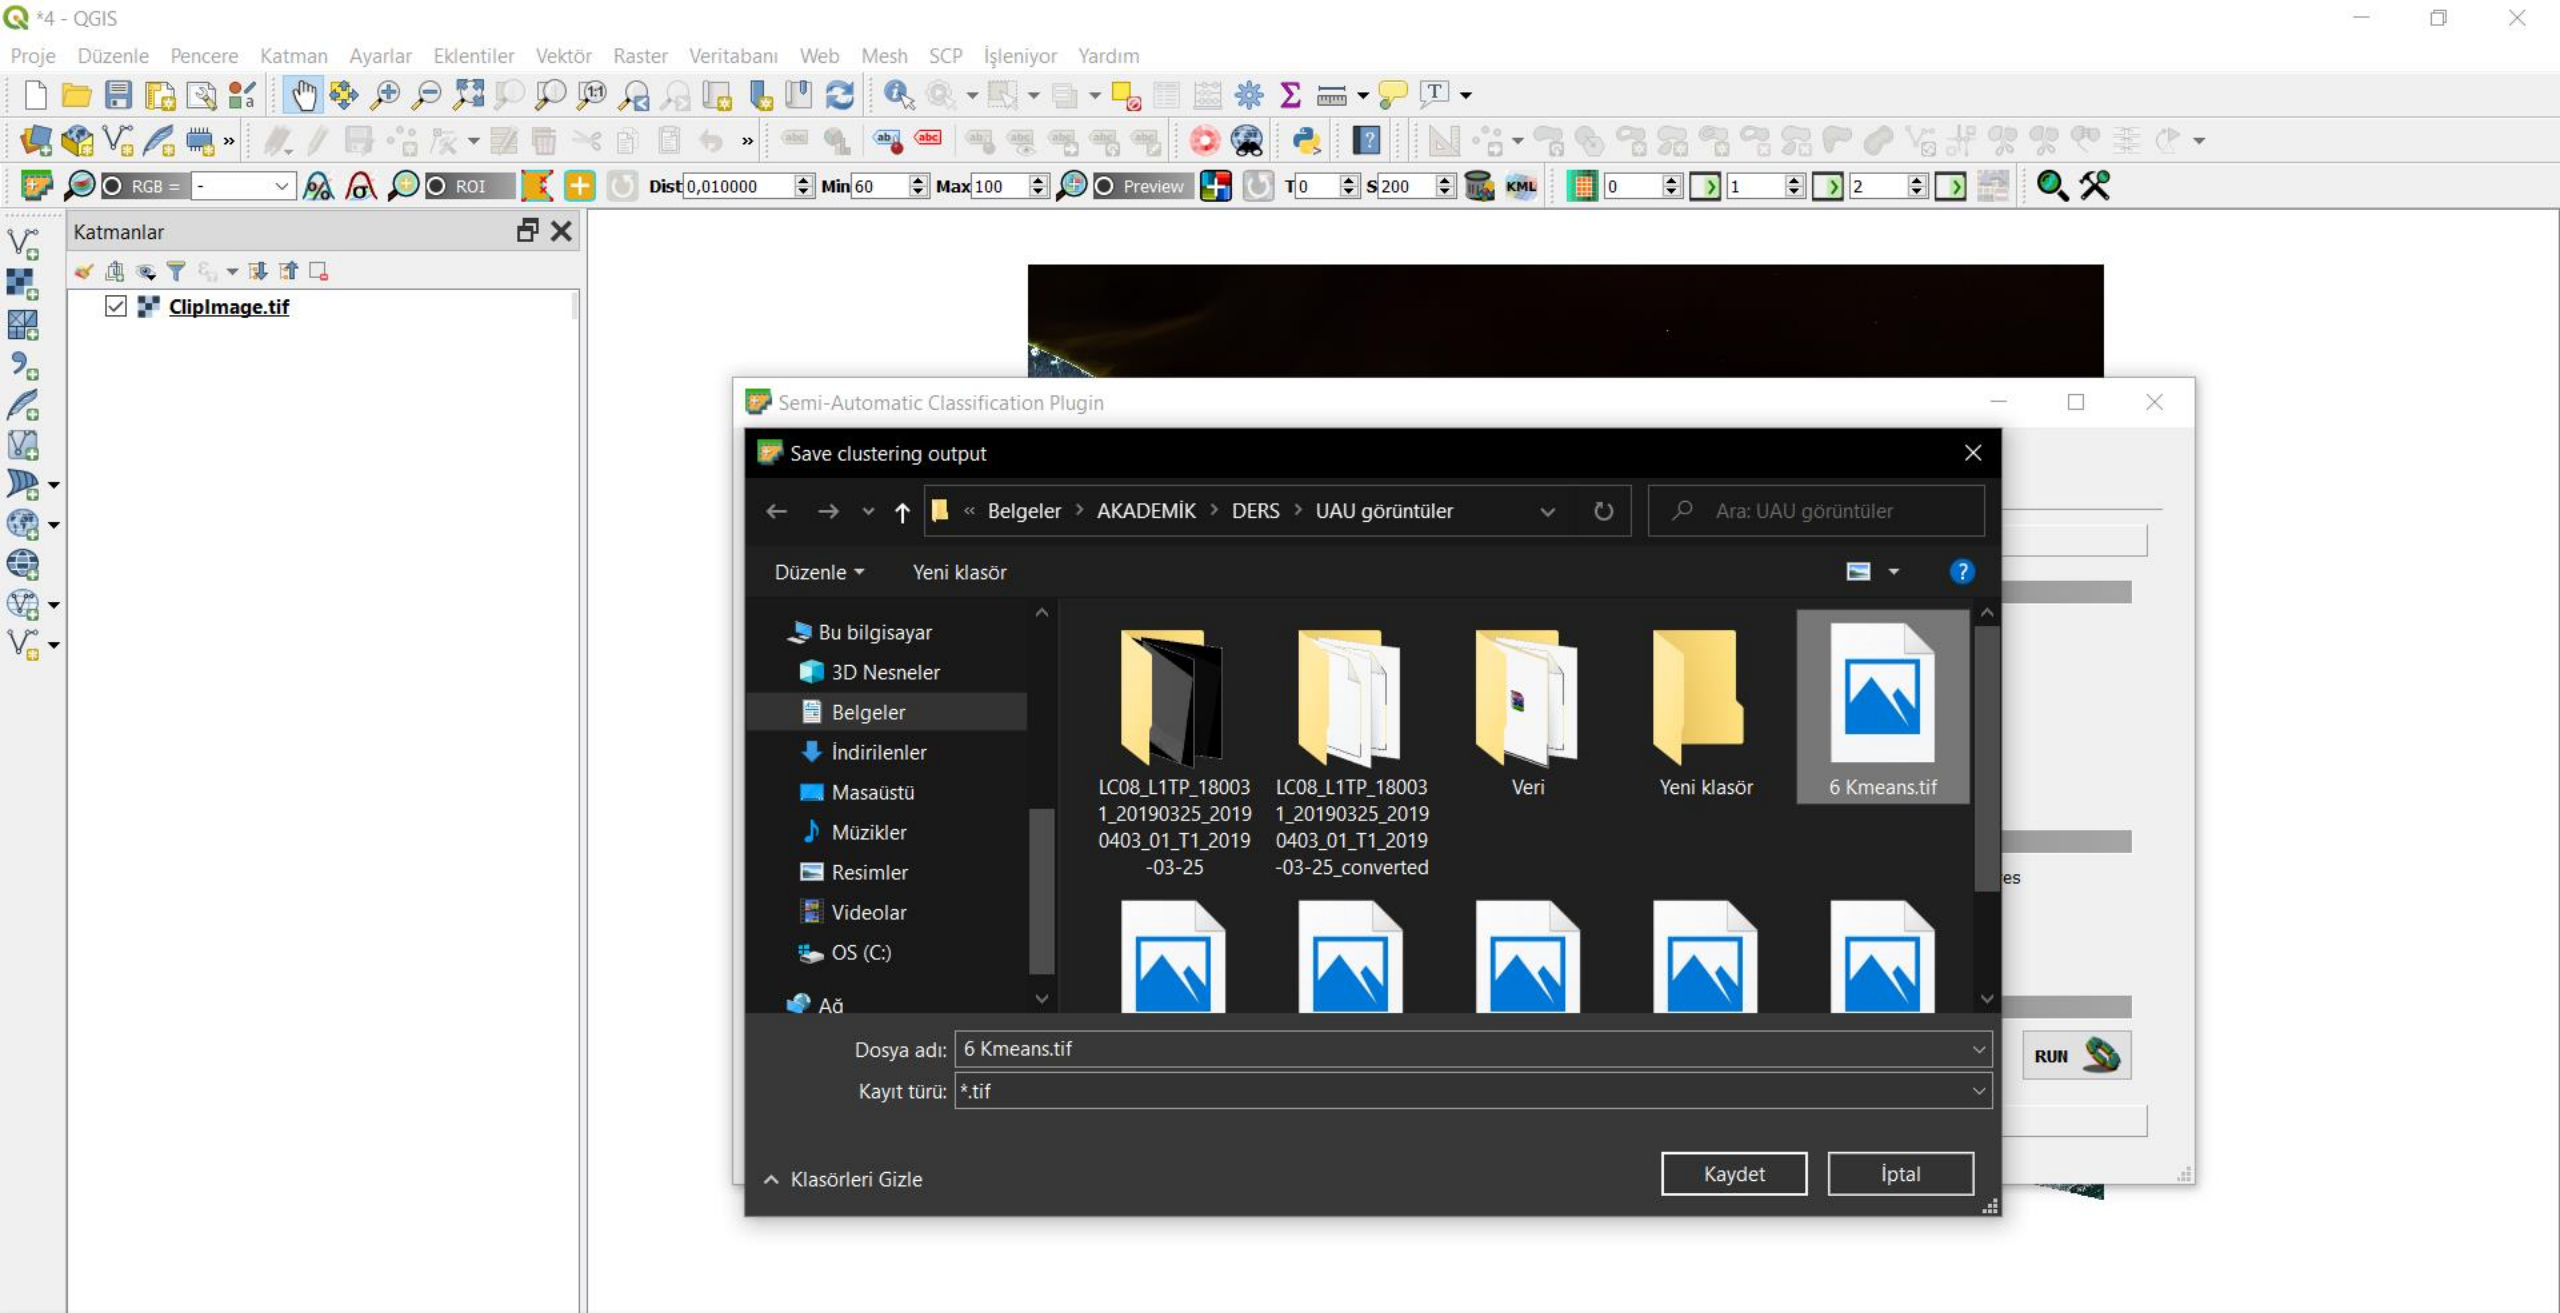 *4 - QGIS
Proje Düzenle Pencere Katman Ayarlar Eklentiler Vektör Raster Veritabanı Web Mesh SCP İşleniyor Yardım
RGB = - ROI Dist 0,010000 Min 60 Max 100 Preview T 0 S 200 KML 0 1 2
Katmanlar
ClipImage.tif
Semi-Automatic Classification Plugin
Save clustering output
« Belgeler > AKADEMİK > DERS > UAU görüntüler
Ara: UAU görüntüler
Düzenle Yeni klasör
Bu bilgisayar
3D Nesneler
Belgeler
İndirilenler
Masaüstü
Müzikler
Resimler
Videolar
OS (C:)
Ağ
LC08_L1TP_18003
1_20190325_2019
0403_01_T1_2019
-03-25
LC08_L1TP_18003
1_20190325_2019
0403_01_T1_2019
-03-25_converted
Veri
Yeni klasör
6 Kmeans.tif
es
Dosya adı: 6 Kmeans.tif
Kayıt türü: *.tif
RUN
Klasörleri Gizle
Kaydet
İptal